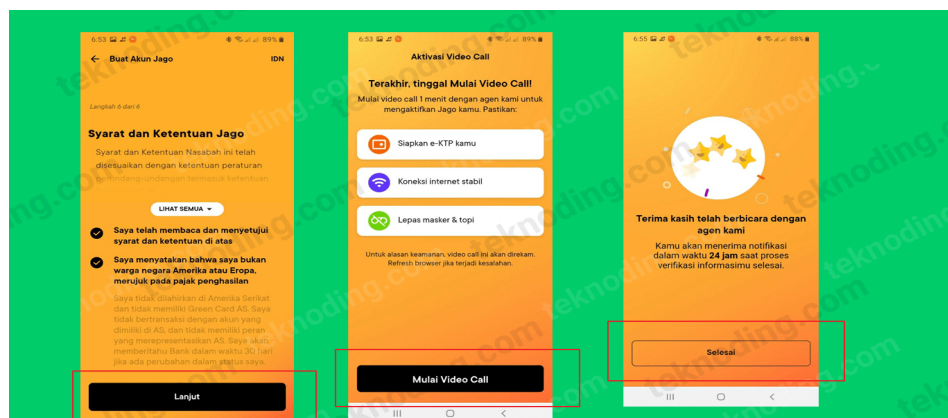 6:53
89%
Buat Akun Jago
IDN
Langkah 6 dari 6
Syarat dan Ketentuan Jago
Syarat dan Ketentuan Nasabah ini telah
disesuaikan dengan ketentuan peraturan
perundang-undangan termasuk ketentuan
LIHAT SEMUA
Saya telah membaca dan menyetujui
syarat dan ketentuan di atas
Saya menyatakan bahwa saya bukan
warga negara Amerika atau Eropa,
merujuk pada pajak penghasilan
Saya tidak dilahirkan di Amerika Serikat
dan tidak memiliki Green Card AS. Saya
tidak bertransaksi dengan akun yang
dimiliki di AS, dan tidak memiliki peran
yang merepresentasikan AS. Saya akan
memberitahu Bank dalam waktu 30 hari
jika ada perubahan dalam status saya.
Lanjut
6:53
89%
Aktivasi Video Call
Terakhir, tinggal Mulai Video Call!
Mulai video call 1 menit dengan agen kami untuk
mengaktifkan Jago kamu. Pastikan:
Siapkan e-KTP kamu
Koneksi internet stabil
Lepas masker & topi
Untuk alasan keamanan, video call ini akan direkam.
Refresh browser jika terjadi kesalahan.
Mulai Video Call
6:55
88%
Terima kasih telah berbicara dengan
agen kami
Kamu akan menerima notifikasi
dalam waktu 24 jam saat proses
verifikasi informasimu selesai.
Selesai
teknoding.com